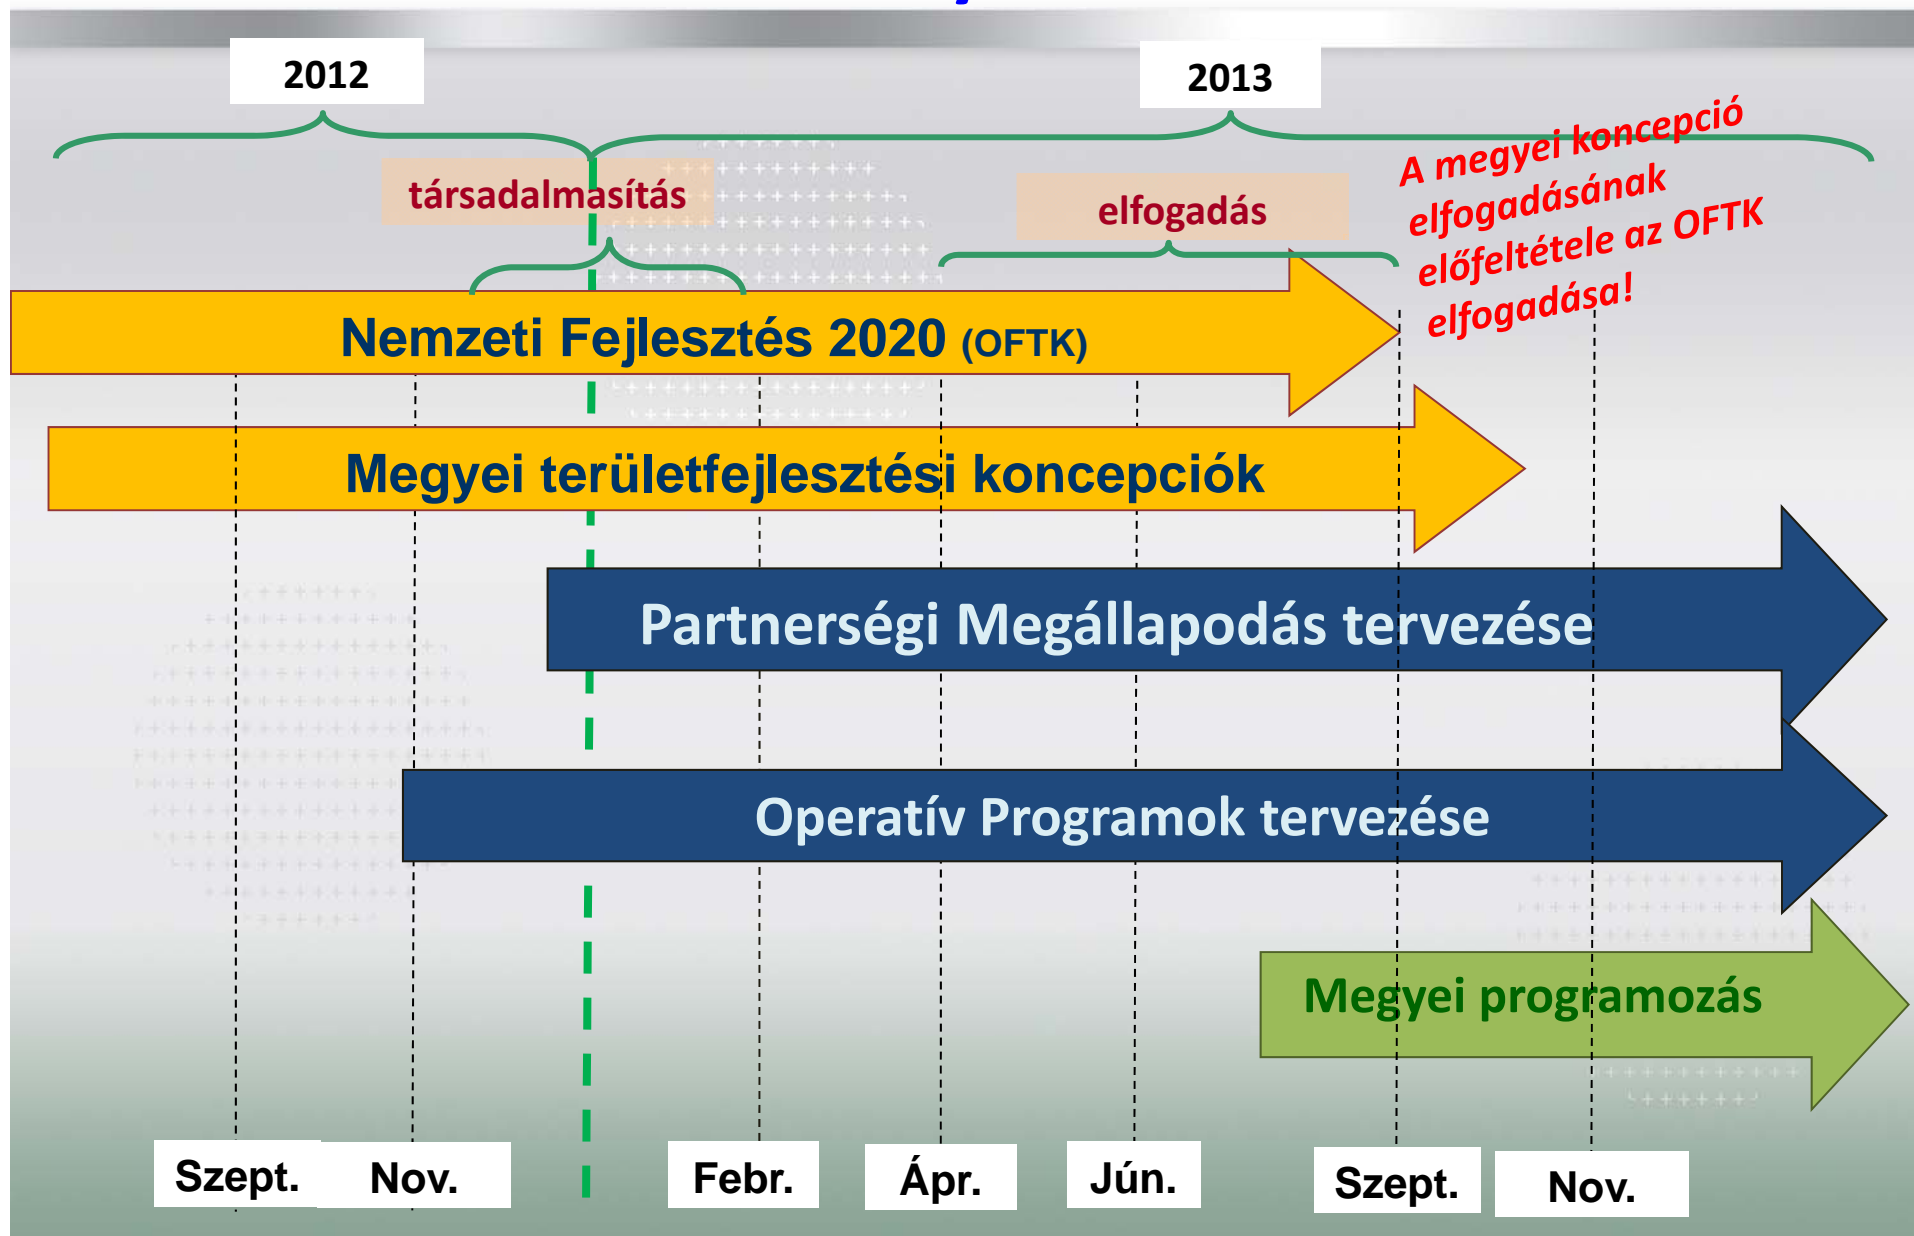 2012
2013
A megyei koncepció
elfogadásának
előfeltétele az OFTK
elfogadása!
társadalmasítás
elfogadás
Nemzeti Fejlesztés 2020 (OFTK)
Megyei területfejlesztési koncepciók
Partnerségi Megállapodás tervezése
Operatív Programok tervezése
Megyei programozás
Szept.
Nov.
Febr.
Ápr.
Jún.
Szept.
Nov.